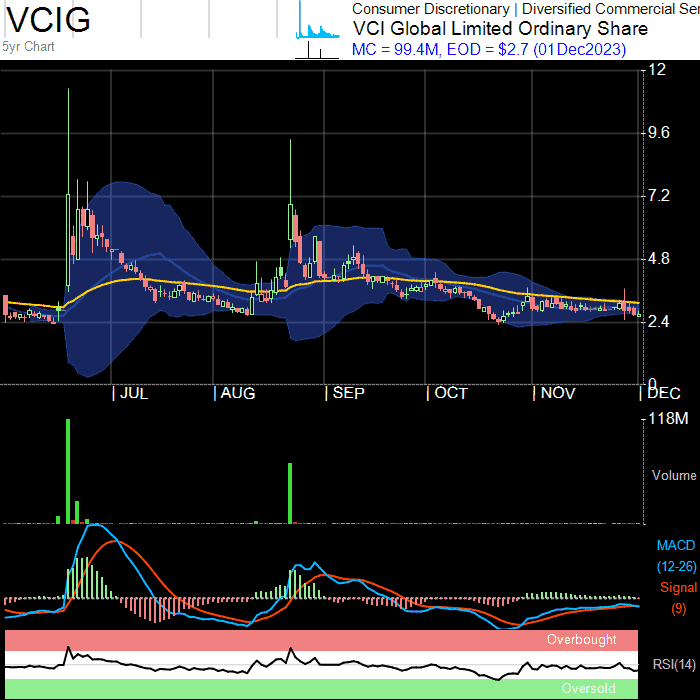 VCIG
5yr Chart
Consumer Discretionary | Diversified Commercial Ser
VCI Global Limited Ordinary Share
MC = 99.4M, EOD = $2.7 (01Dec2023)
12
9.6
7.2
4.8
2.4
0
JUL AUG SEP OCT NOV DEC
118M
Volume
MACD
(12-26)
Signal
(9)
Overbought
RSI(14)
Oversold